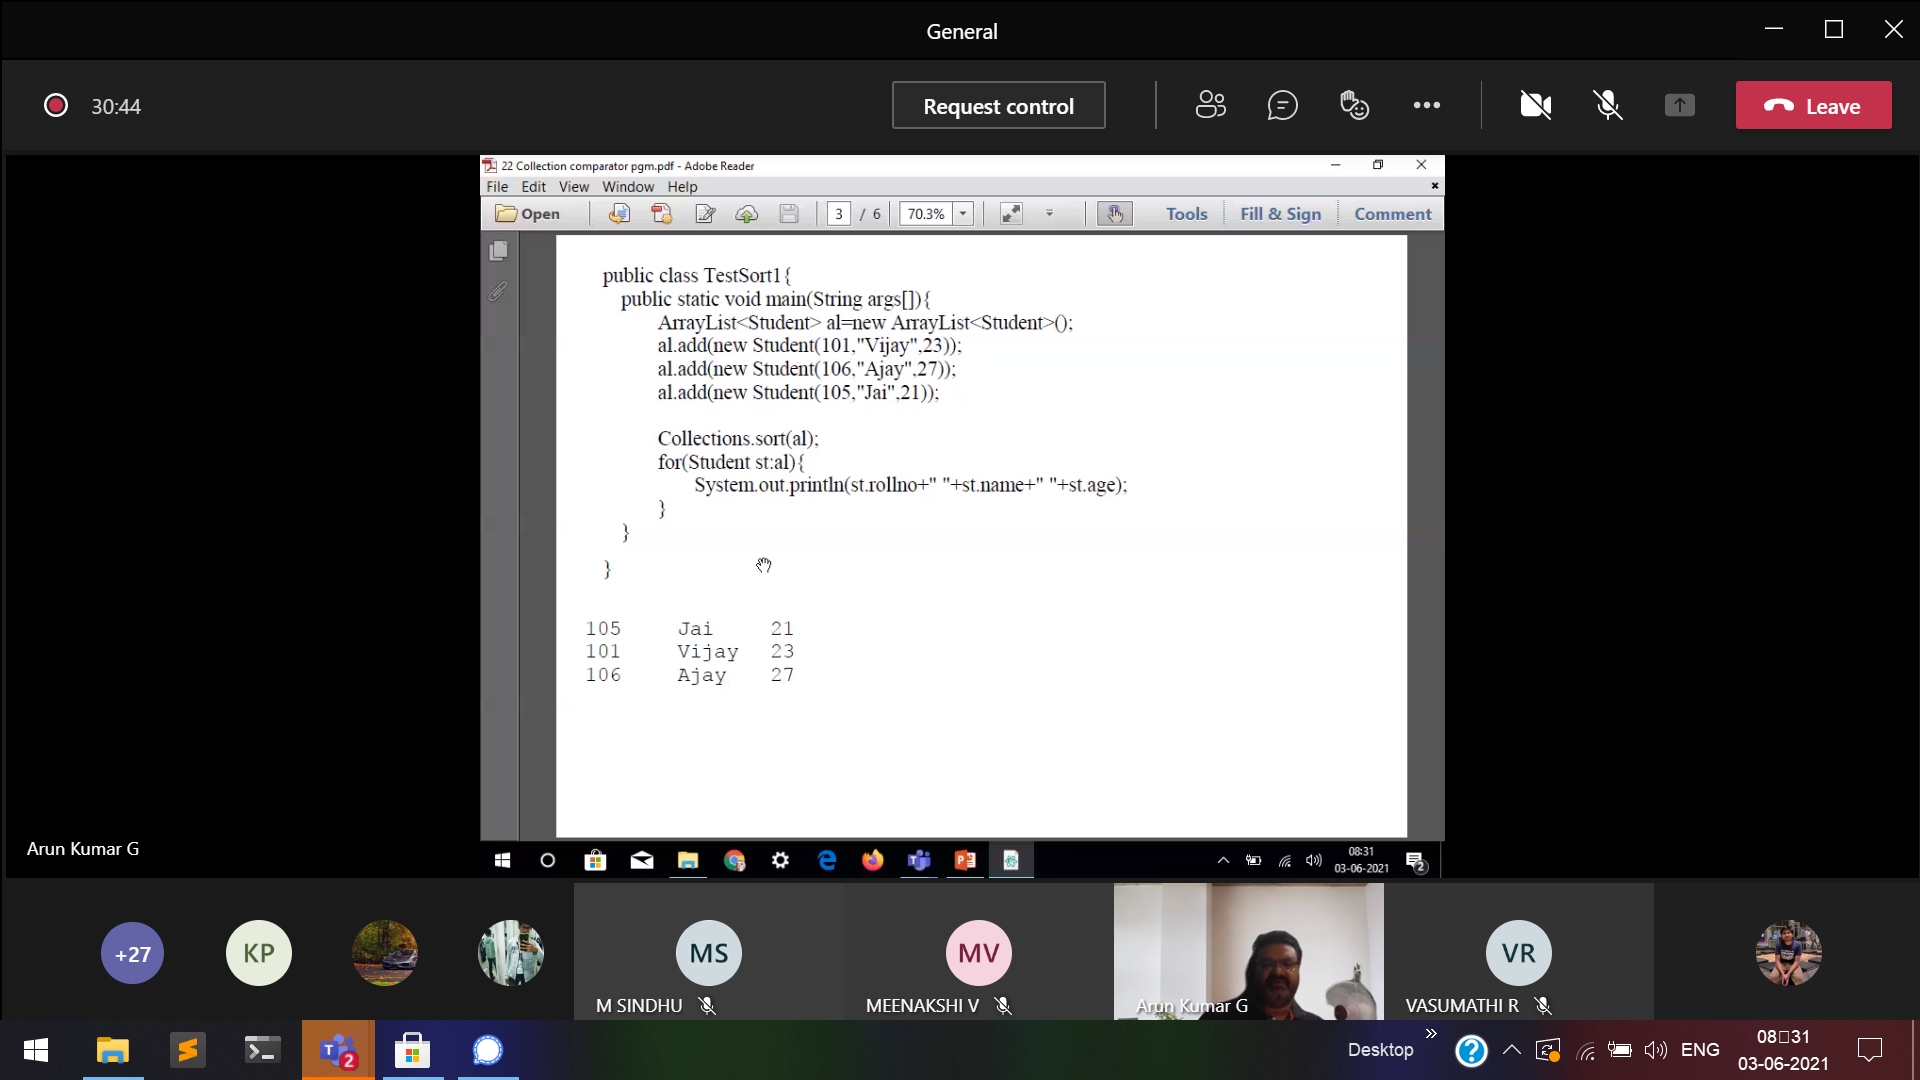 General
30:44
Request control
Leave
22 Collection comparator pgm.pdf - Adobe Reader
File Edit View Window Help
Open 3 / 6 70.3% Tools Fill & Sign Comment
public class TestSort1{
public static void main(String args[]){
ArrayList<Student> al=new ArrayList<Student>();
al.add(new Student(101,"Vijay",23));
al.add(new Student(106,"Ajay",27));
al.add(new Student(105,"Jai",21));
Collections.sort(al);
for(Student st:al){
System.out.println(st.rollno+" "+st.name+" "+st.age);
}
}
}
105 Jai 21
101 Vijay 23
106 Ajay 27
Arun Kumar G
08:31
03-06-2021
2
+27
KP
MS
M SINDHU
MV
MEENAKSHI V
Arun Kumar G
VR
VASUMATHI R
2
Desktop
ENG
08▯31
03-06-2021